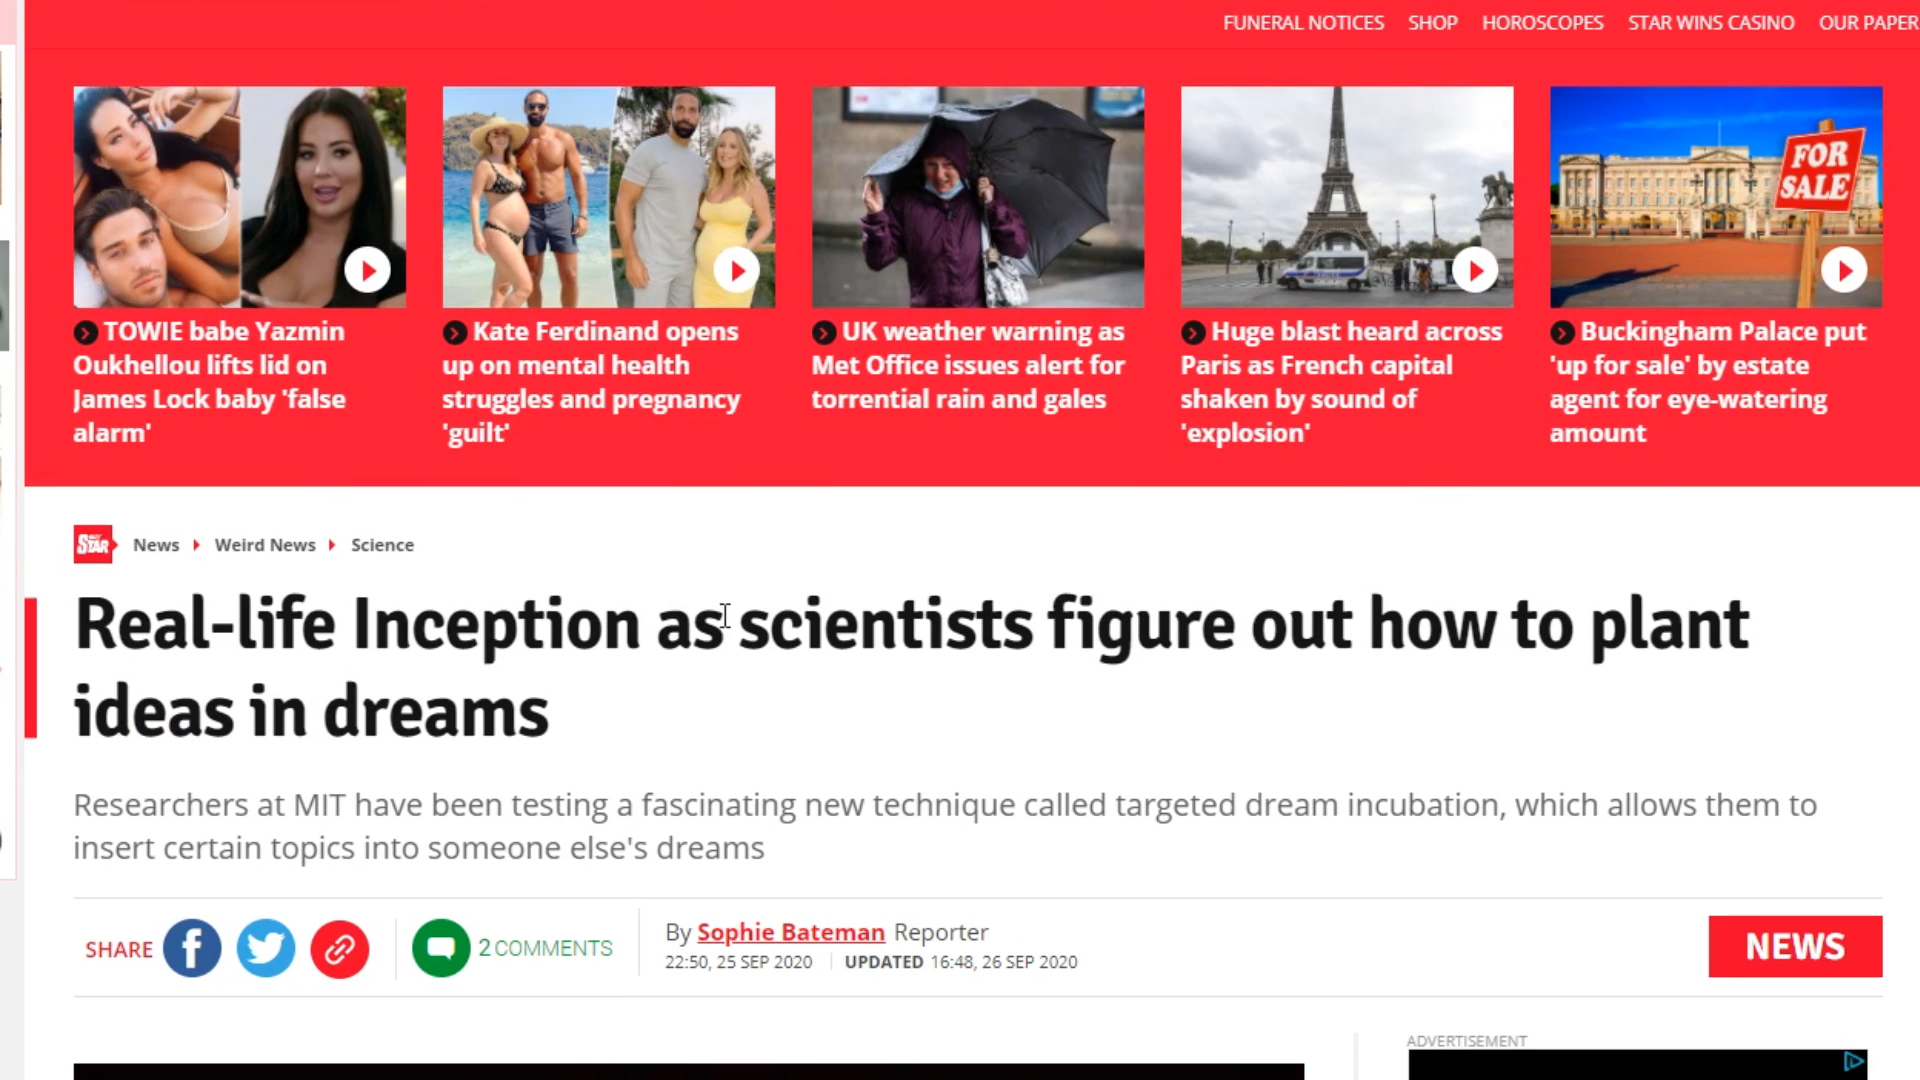 FUNERAL NOTICES SHOP HOROSCOPES STAR WINS CASINO OUR PAPER
FOR
SALE
TOWIE babe Yazmin
Oukhellou lifts lid on
James Lock baby 'false
alarm'
Kate Ferdinand opens
up on mental health
struggles and pregnancy
'guilt'
UK weather warning as
Met Office issues alert for
torrential rain and gales
Huge blast heard across
Paris as French capital
shaken by sound of
'explosion'
Buckingham Palace put
'up for sale' by estate
agent for eye-watering
amount
STAR News Weird News Science
Real-life Inception as scientists figure out how to plant
ideas in dreams
Researchers at MIT have been testing a fascinating new technique called targeted dream incubation, which allows them to
insert certain topics into someone else's dreams
SHARE 2 COMMENTS
By Sophie Bateman Reporter
22:50, 25 SEP 2020 UPDATED 16:48, 26 SEP 2020
NEWS
ADVERTISEMENT